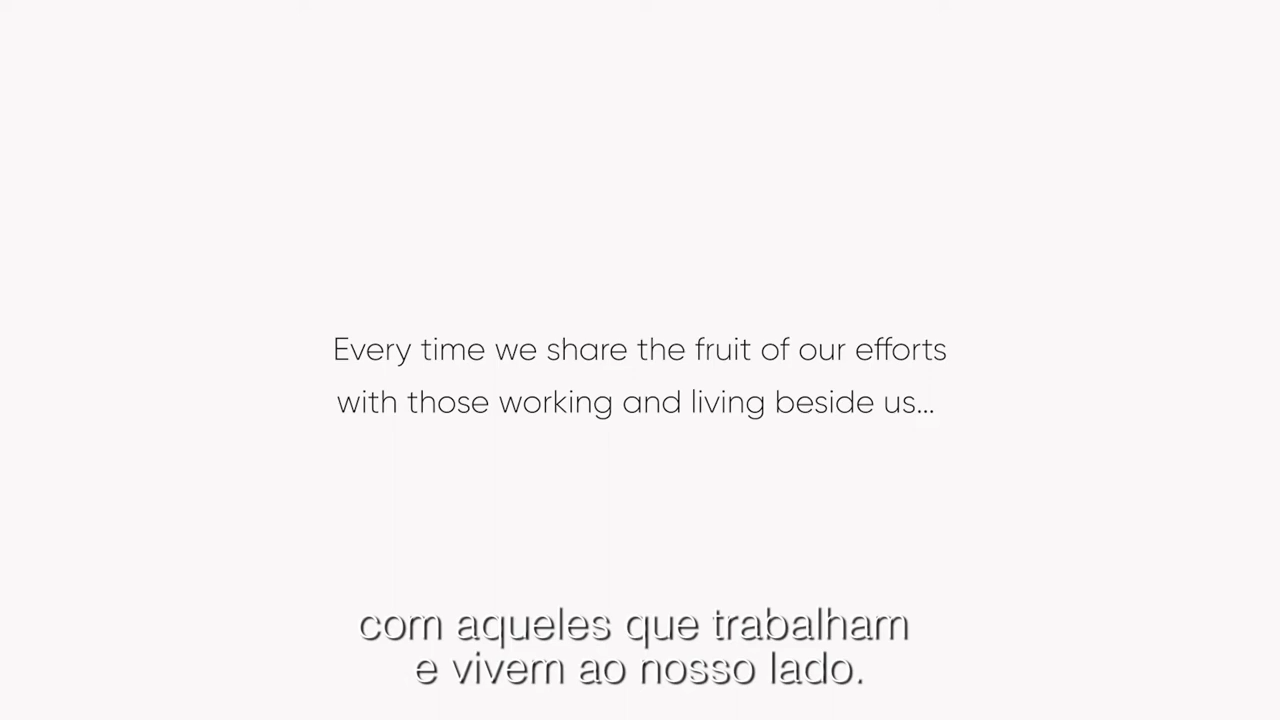 Every time we share the fruit of our efforts
with those working and living beside us...
com aqueles que trabalham
e vivem ao nosso lado.